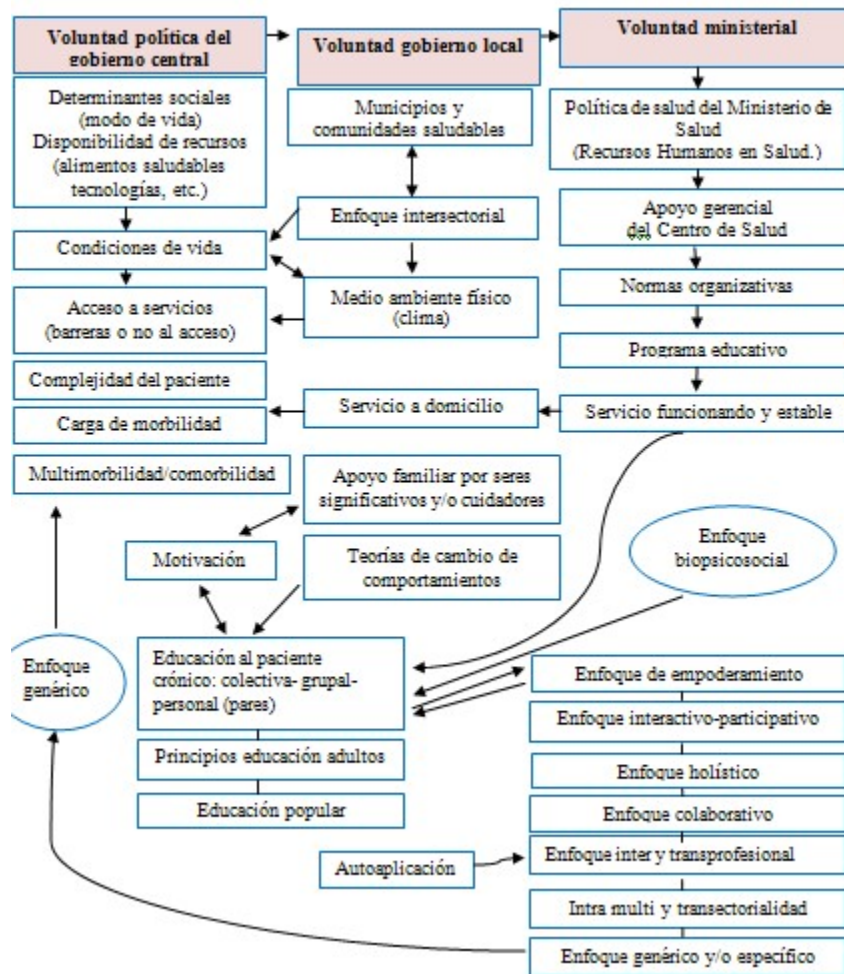 Voluntad política del
gobierno central
Voluntad gobierno local
Voluntad ministerial
Determinantes sociales
(modo de vida)
Disponibilidad de recursos
(alimentos saludables
tecnologías, etc.)
Municipios y
comunidades saludables
Política de salud del Ministerio de
Salud
(Recursos Humanos en Salud.)
Enfoque intersectorial
Apoyo gerencial
del Centro de Salud
Condiciones de vida
Medio ambiente físico
(clima)
Normas organizativas
Acceso a servicios
(barreras o no al acceso)
Programa educativo
Complejidad del paciente
Carga de morbilidad
Servicio a domicilio
Servicio funcionando y estable
Multimorbilidad/comorbilidad
Apoyo familiar por seres
significativos y/o cuidadores
Enfoque
biopsicosocial
Motivación
Teorías de cambio de
comportamientos
Enfoque
genérico
Educación al paciente
crónico: colectiva- grupal-
personal (pares)
Principios educación adultos
Educación popular
Enfoque de empoderamiento
Enfoque interactivo-participativo
Enfoque holístico
Enfoque colaborativo
Autoaplicación
Enfoque inter y transprofesional
Intra multi y transectorialidad
Enfoque genérico y/o específico